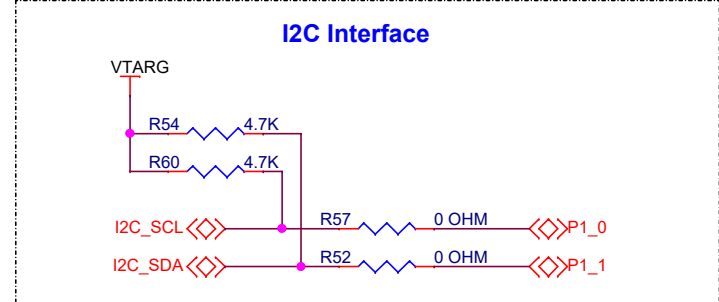 I2C Interface
VTARG
R54 4.7K
R60 4.7K
I2C_SCL R57 0 OHM P1_0
I2C_SDA R52 0 OHM P1_1